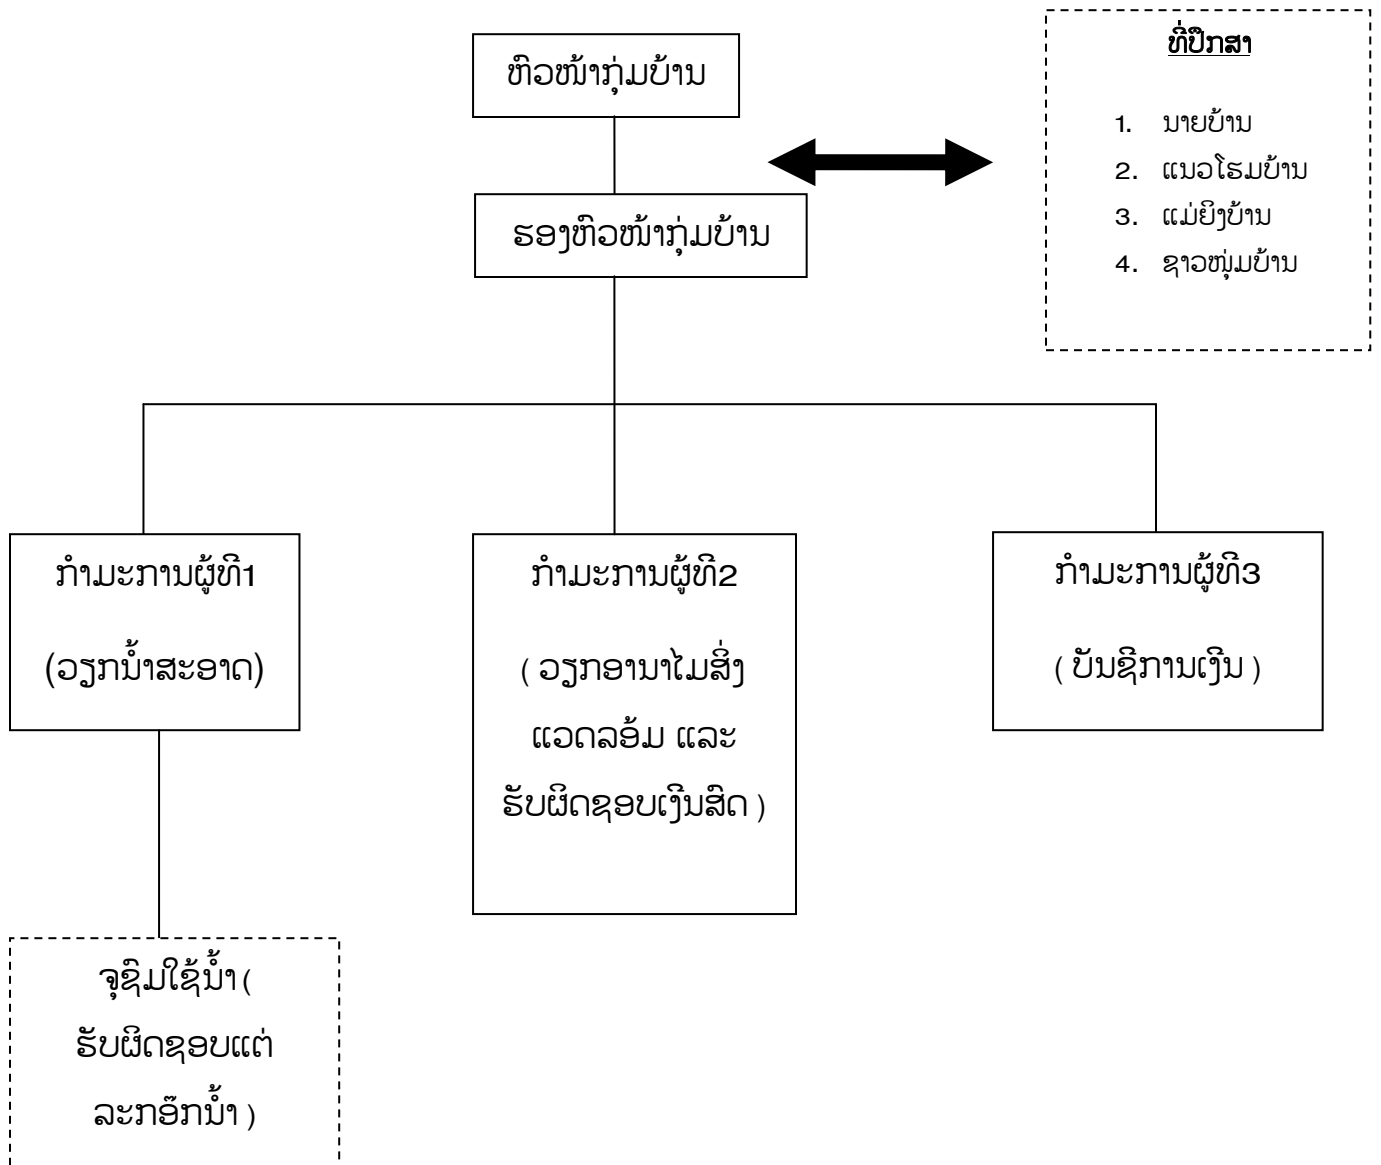 ຫົວໜ້າກຸ່ມບ້ານ
ຮອງຫົວໜ້າກຸ່ມບ້ານ
ທີ່ປຶກສາ
1. ນາຍບ້ານ
2. ແນວໂຮມບ້ານ
3. ແມ່ຍິງບ້ານ
4. ຊາວໜຸ່ມບ້ານ
ກຳມະການຜູ້ທີ1
(ວຽກນ້ຳສະອາດ)
ກຳມະການຜູ້ທີ2
( ວຽກອານາໄມສິ່ງ
ແວດລອ້ມ ແລະ
ຮັບຜິດຊອບເງິນສົດ )
ກຳມະການຜູ້ທີ3
( ບັນຊີການເງີນ )
ຈຸຊົມໃຊ້ນ້ຳ (
ຮັບຜິດຊອບແຕ່
ລະກອ໊ກນ້ຳ )